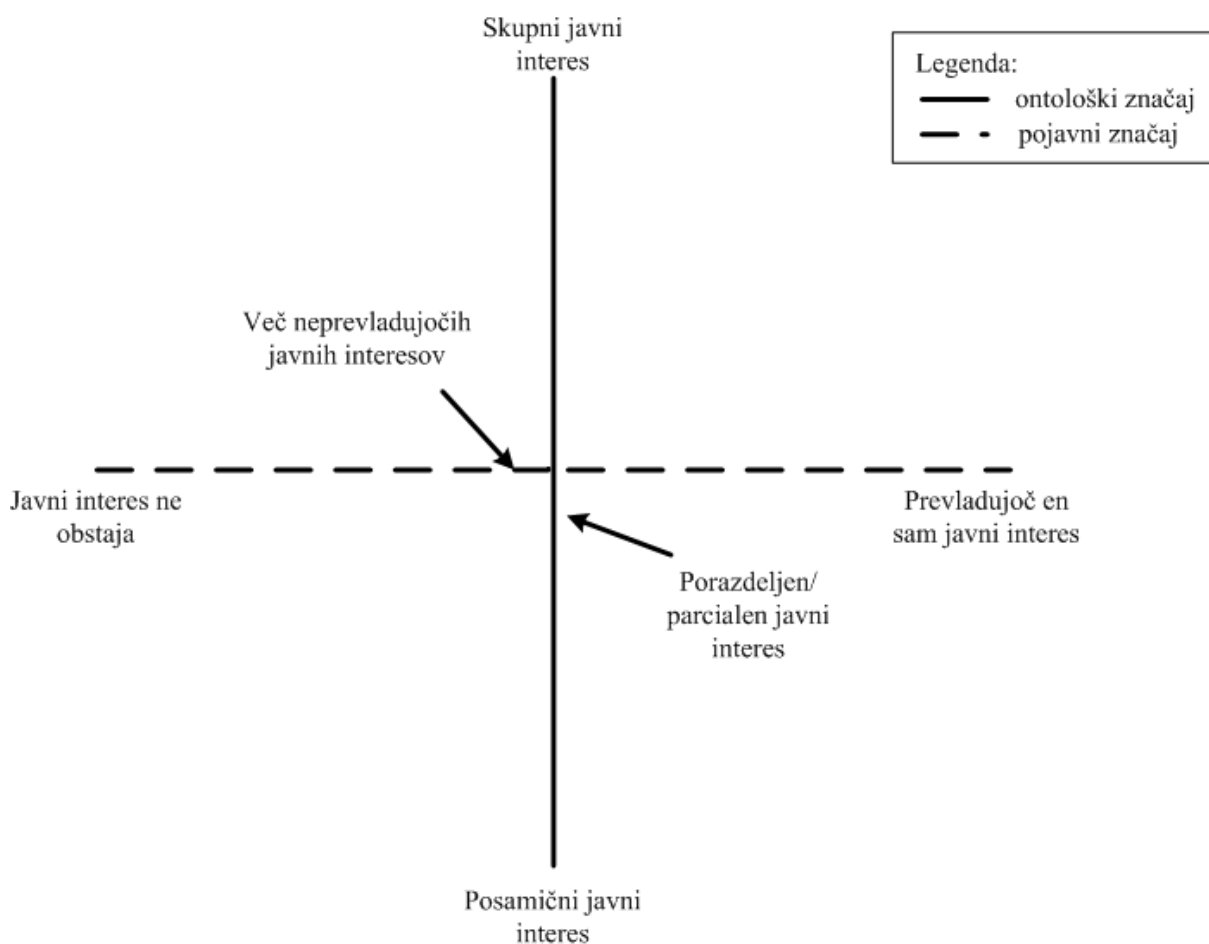 Skupni javni
interes
Legenda:
ontološki značaj
pojavni značaj
Več neprevladujočih
javnih interesov
Javni interes ne
obstaja
Prevladujoč en
sam javni interes
Porazdeljen/
parcialen javni
interes
Posamični javni
interes